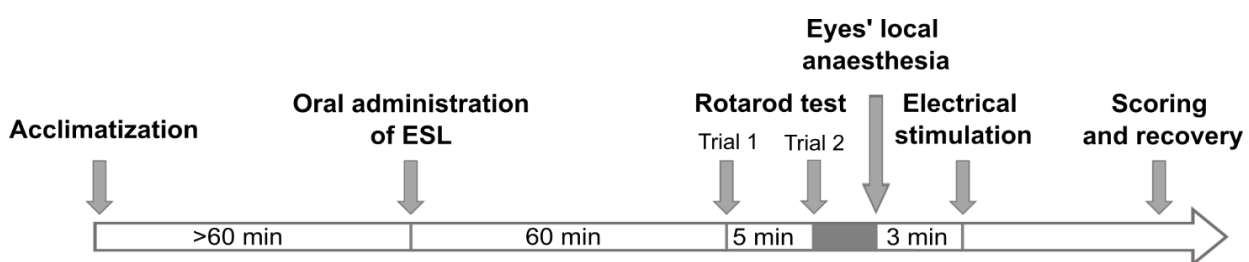 Eyes' local
anaesthesia
Oral administration
of ESL
Rotarod test
Electrical
stimulation
Scoring
and recovery
Acclimatization
Trial 1
Trial 2
>60 min
60 min
5 min
3 min